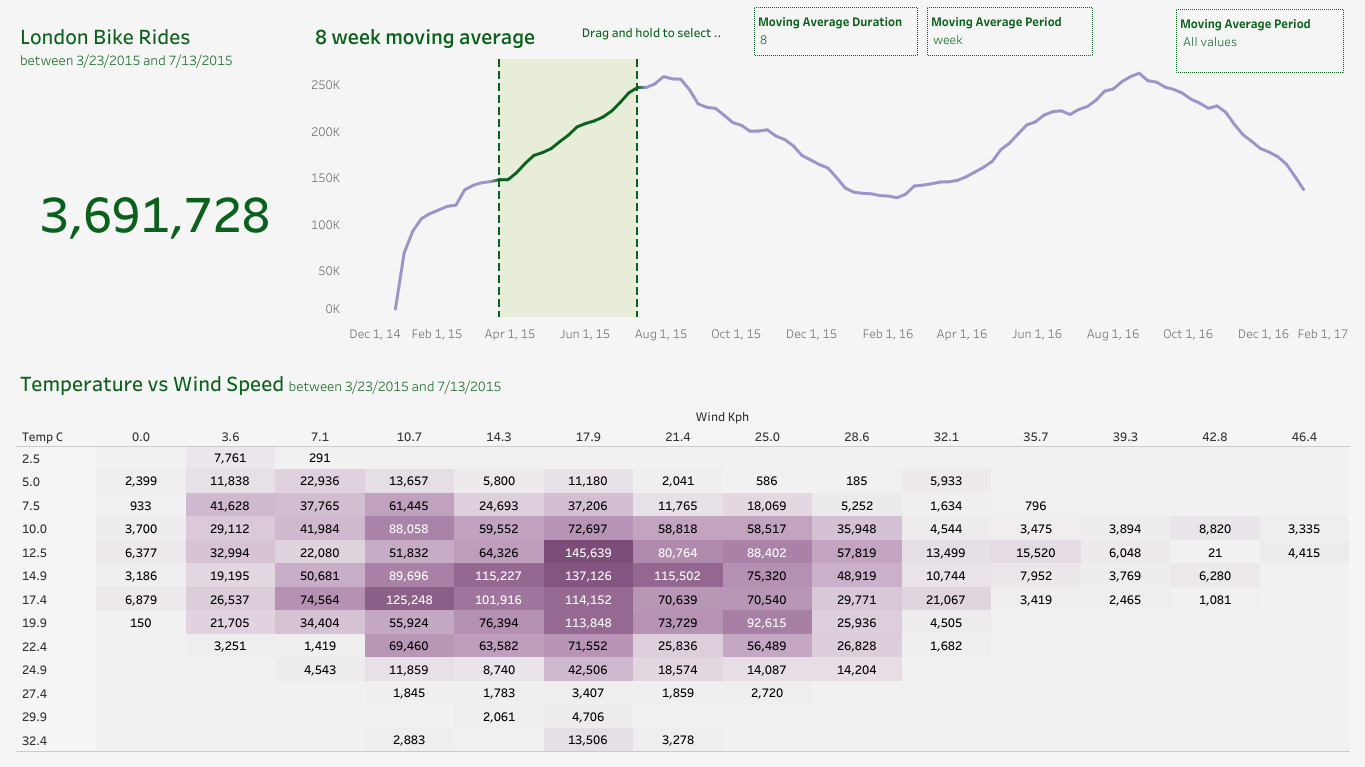 London Bike Rides
between 3/23/2015 and 7/13/2015
3,691,728
8 week moving average
Drag and hold to select ..
Moving Average Duration
8
Moving Average Period
week
Moving Average Period
All values
250K
200K
150K
100K
50K
0K
Dec 1, 14 Feb 1, 15 Apr 1, 15 Jun 1, 15 Aug 1, 15 Oct 1, 15 Dec 1, 15 Feb 1, 16 Apr 1, 16 Jun 1, 16 Aug 1, 16 Oct 1, 16 Dec 1, 16 Feb 1, 17
Temperature vs Wind Speed between 3/23/2015 and 7/13/2015
Wind Kph
Temp C 0.0 3.6 7.1 10.7 14.3 17.9 21.4 25.0 28.6 32.1 35.7 39.3 42.8 46.4
2.5 7,761 291
5.0 2,399 11,838 22,936 13,657 5,800 11,180 2,041 586 185 5,933
7.5 933 41,628 37,765 61,445 24,693 37,206 11,765 18,069 5,252 1,634 796
10.0 3,700 29,112 41,984 88,058 59,552 72,697 58,818 58,517 35,948 4,544 3,475 3,894 8,820 3,335
12.5 6,377 32,994 22,080 51,832 64,326 145,639 80,764 88,402 57,819 13,499 15,520 6,048 21 4,415
14.9 3,186 19,195 50,681 89,696 115,227 137,126 115,502 75,320 48,919 10,744 7,952 3,769 6,280
17.4 6,879 26,537 74,564 125,248 101,916 114,152 70,639 70,540 29,771 21,067 3,419 2,465 1,081
19.9 150 21,705 34,404 55,924 76,394 113,848 73,729 92,615 25,936 4,505
22.4 3,251 1,419 69,460 63,582 71,552 25,836 56,489 26,828 1,682
24.9 4,543 11,859 8,740 42,506 18,574 14,087 14,204
27.4 1,845 1,783 3,407 1,859 2,720
29.9 2,061 4,706
32.4 2,883 13,506 3,278